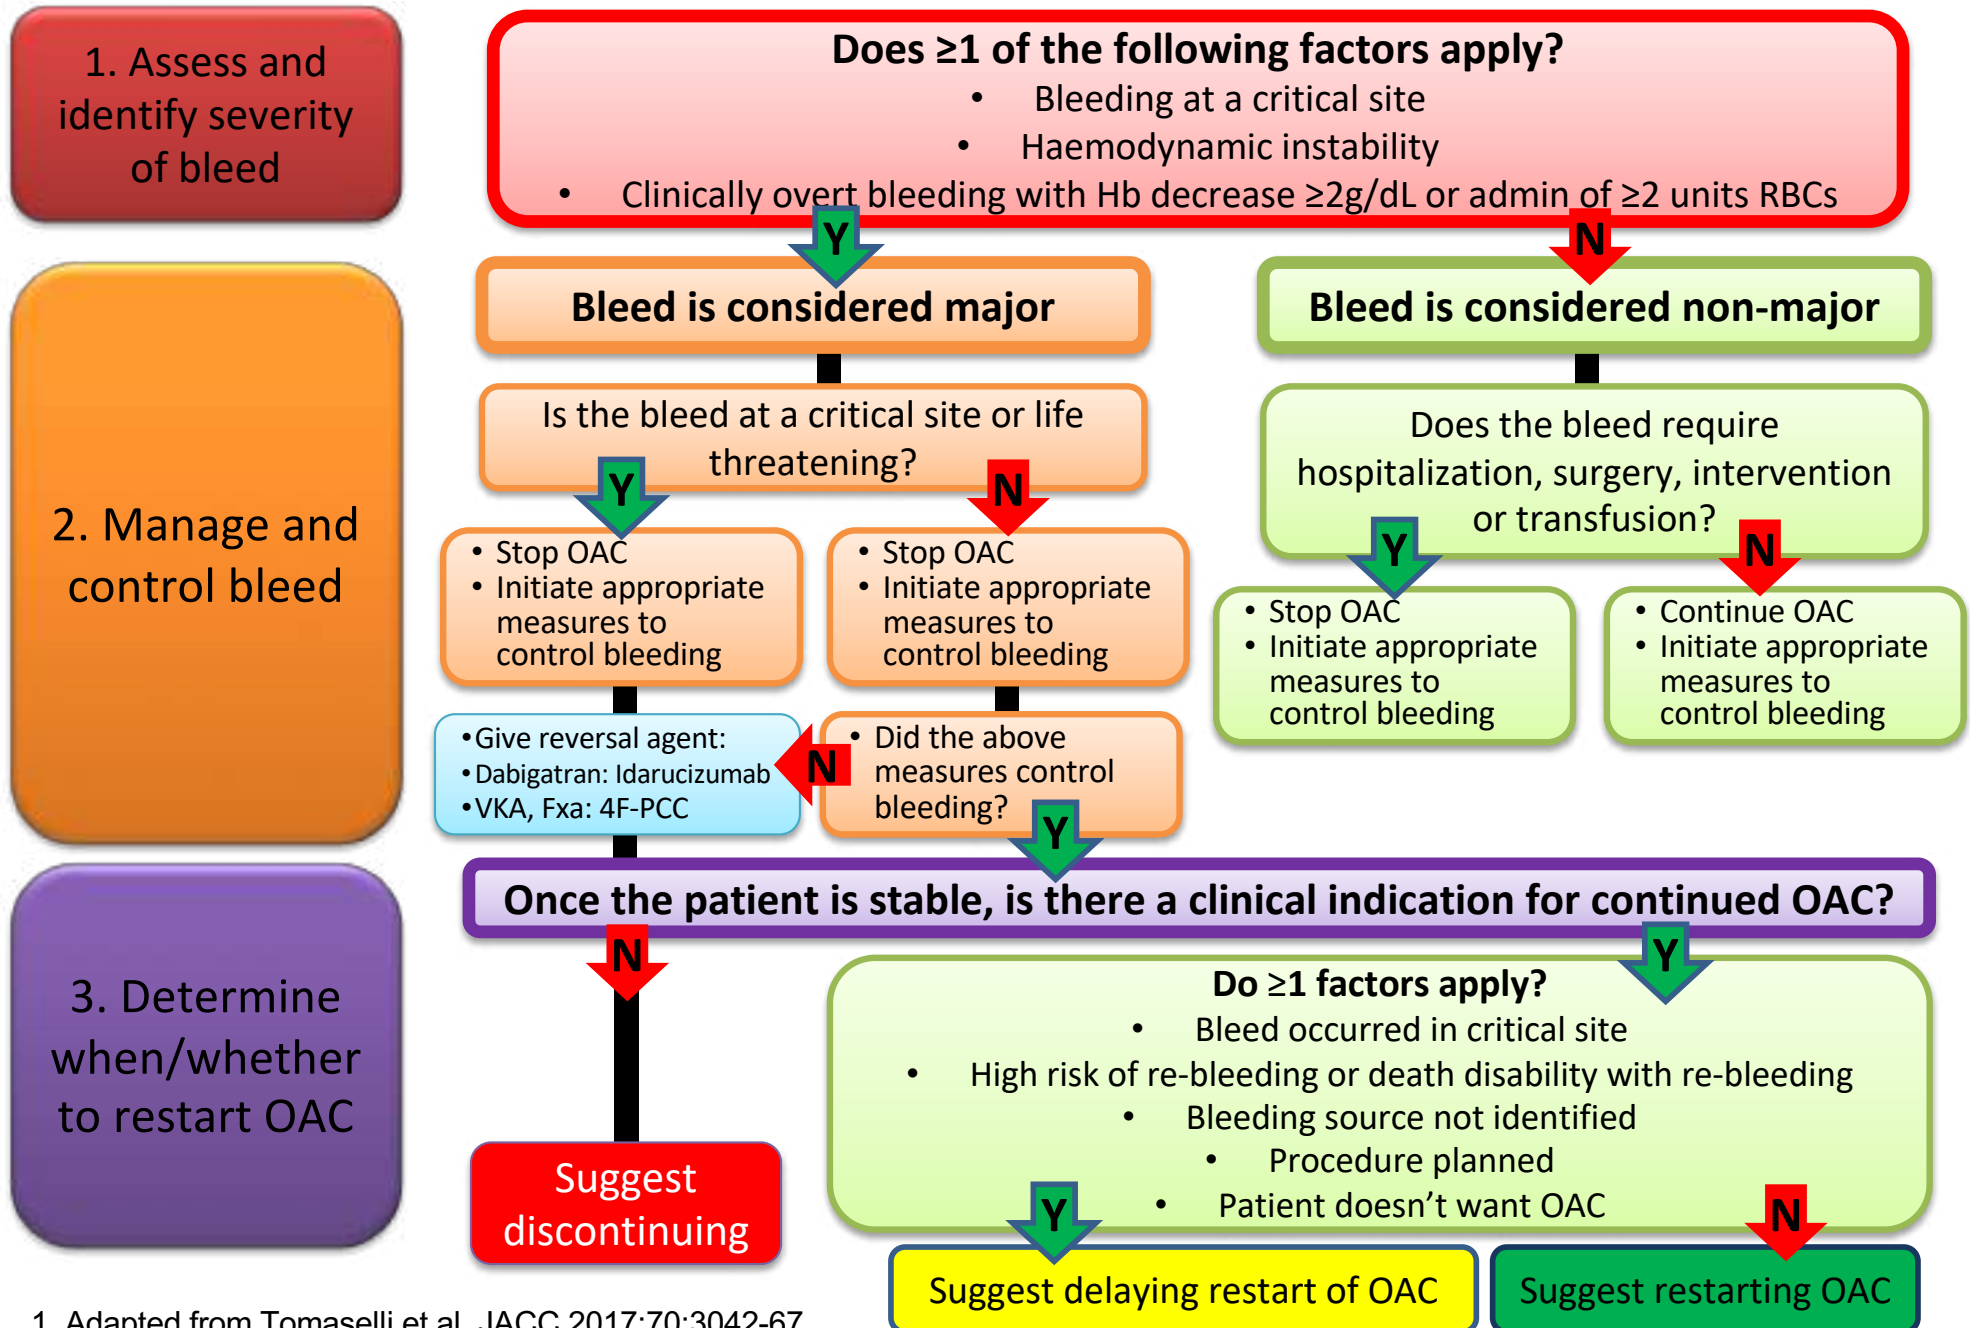 1. Assess and
identify severity
of bleed
Does ≥1 of the following factors apply?
• Bleeding at a critical site
• Haemodynamic instability
• Clinically overt bleeding with Hb decrease ≥2g/dL or admin of ≥2 units RBCs
Y
N
2. Manage and
control bleed
Bleed is considered major
Bleed is considered non-major
Is the bleed at a critical site or life
threatening?
Y
N
Does the bleed require
hospitalization, surgery, intervention
or transfusion?
Y
N
• Stop OAC
• Initiate appropriate
measures to
control bleeding
• Stop OAC
• Initiate appropriate
measures to
control bleeding
• Stop OAC
• Initiate appropriate
measures to
control bleeding
• Continue OAC
• Initiate appropriate
measures to
control bleeding
•Give reversal agent:
•Dabigatran: Idarucizumab
•VKA, Fxa: 4F-PCC
N
• Did the above
measures control
bleeding?
Y
3. Determine
when/whether
to restart OAC
Once the patient is stable, is there a clinical indication for continued OAC?
N
Y
Do ≥1 factors apply?
• Bleed occurred in critical site
• High risk of re-bleeding or death disability with re-bleeding
• Bleeding source not identified
• Procedure planned
• Patient doesn't want OAC
Y
N
Suggest
discontinuing
Suggest delaying restart of OAC
Suggest restarting OAC
1. Adapted from Tomaselli et al. JACC 2017;70:3042-67